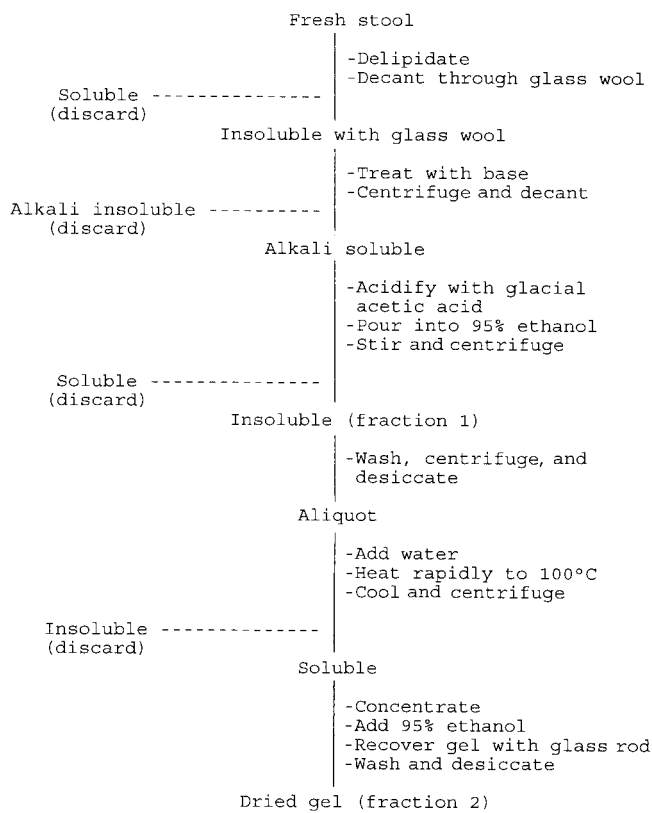 Fresh stool
-Delipidate
-Decant through glass wool
Soluble
(discard)
Insoluble with glass wool
-Treat with base
-Centrifuge and decant
Alkali insoluble
(discard)
Alkali soluble
-Acidify with glacial
acetic acid
-Pour into 95% ethanol
-Stir and centrifuge
Soluble
(discard)
Insoluble (fraction 1)
-Wash, centrifuge, and
desiccate
Aliquot
-Add water
-Heat rapidly to 100°C
-Cool and centrifuge
Insoluble
(discard)
Soluble
-Concentrate
-Add 95% ethanol
-Recover gel with glass rod
-Wash and desiccate
Dried gel (fraction 2)